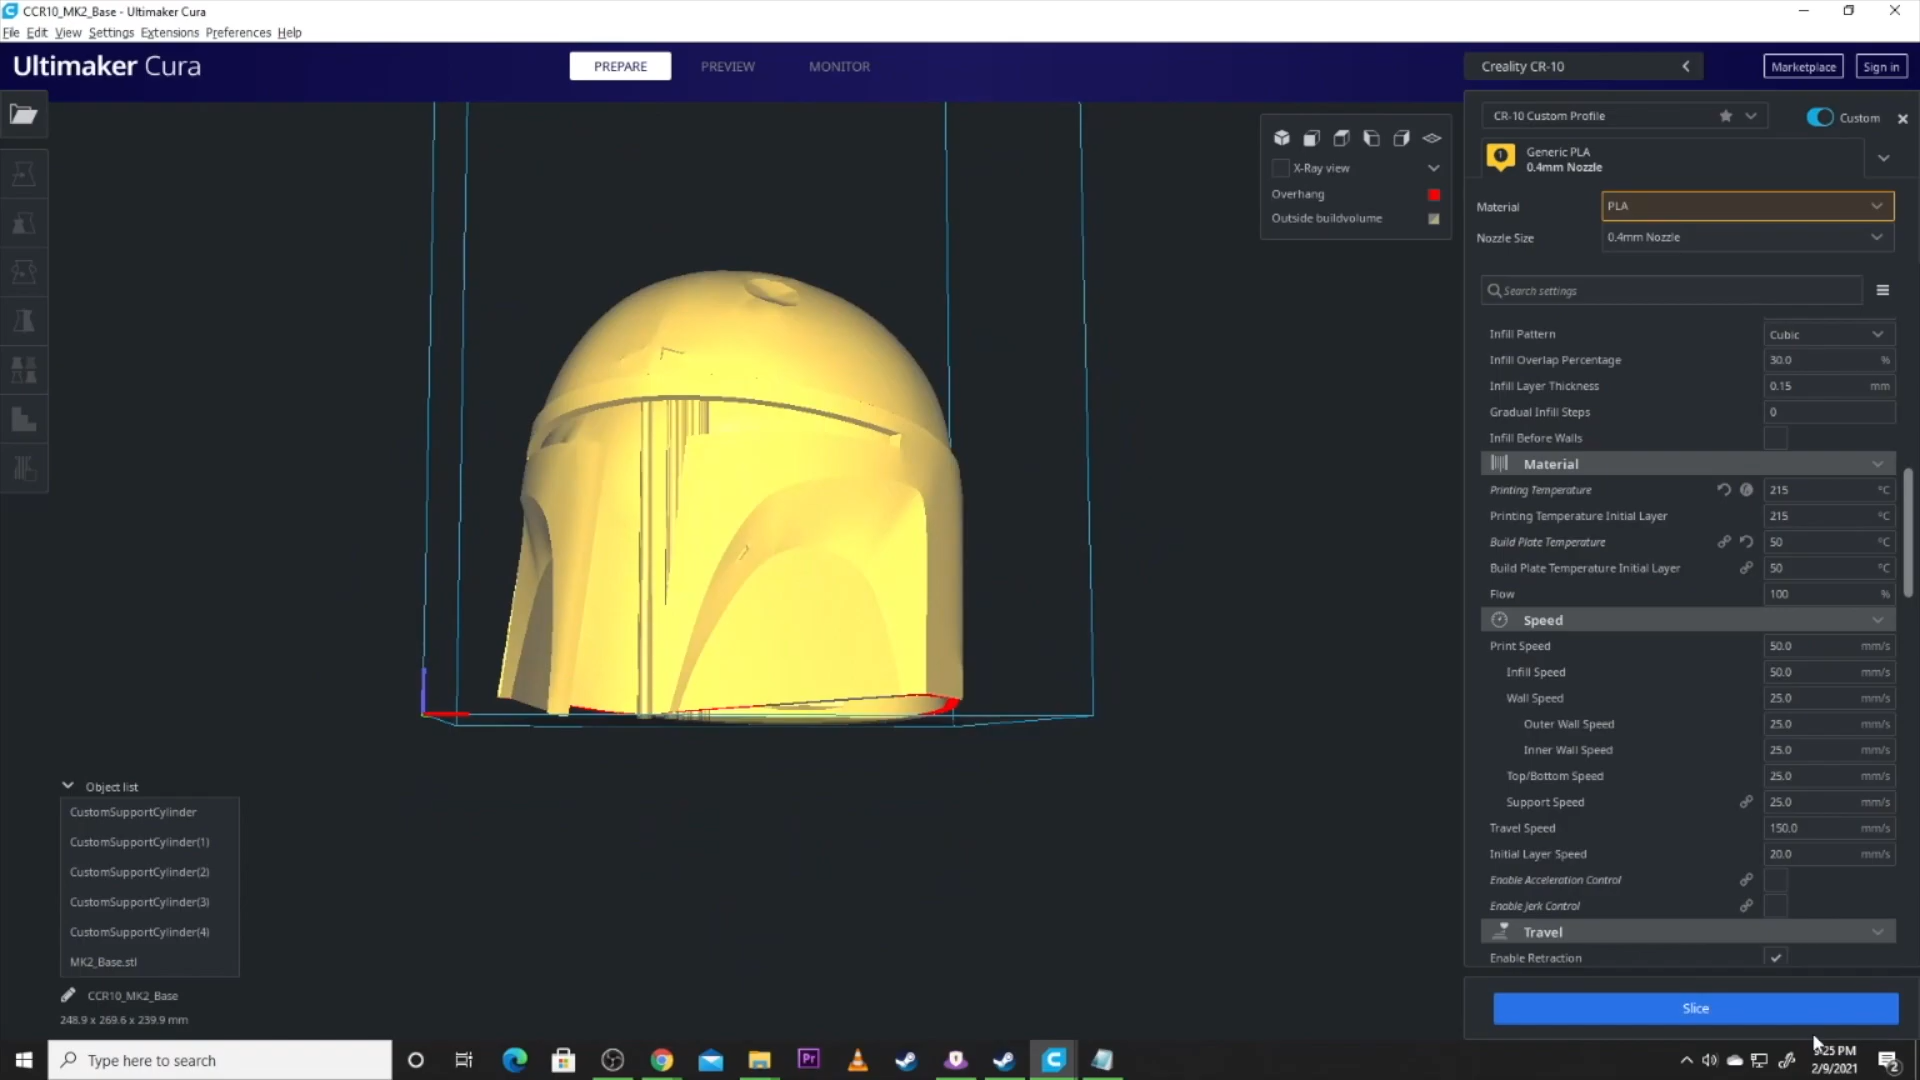 CCR10_MK2_Base - Ultimaker Cura
File Edit View Settings Extensions Preferences Help
Ultimaker Cura
PREPARE
PREVIEW
MONITOR
Creality CR-10
Marketplace
Sign in
CR-10 Custom Profile
Custom
1
Generic PLA
0.4mm Nozzle
X-Ray view
Overhang
Outside buildvolume
Material
PLA
Nozzle Size
0.4mm Nozzle
Search settings
Infill Pattern
Cubic
Infill Overlap Percentage
30.0 %
Infill Layer Thickness
0.15 mm
Gradual Infill Steps
0
Infill Before Walls
Material
Printing Temperature
215 °C
Printing Temperature Initial Layer
215 °C
Build Plate Temperature
50 °C
Build Plate Temperature Initial Layer
50 °C
Flow
100 %
Speed
Print Speed
50.0 mm/s
Infill Speed
50.0 mm/s
Wall Speed
25.0 mm/s
Outer Wall Speed
25.0 mm/s
Inner Wall Speed
25.0 mm/s
Top/Bottom Speed
25.0 mm/s
Support Speed
25.0 mm/s
Travel Speed
150.0 mm/s
Initial Layer Speed
20.0 mm/s
Enable Acceleration Control
Enable Jerk Control
Travel
Enable Retraction
Slice
Object list
CustomSupportCylinder
CustomSupportCylinder(1)
CustomSupportCylinder(2)
CustomSupportCylinder(3)
CustomSupportCylinder(4)
MK2_Base.stl
CCR10_MK2_Base
248.9 x 269.6 x 239.9 mm
Type here to search
Pr
:25 PM
2/9/2021
2